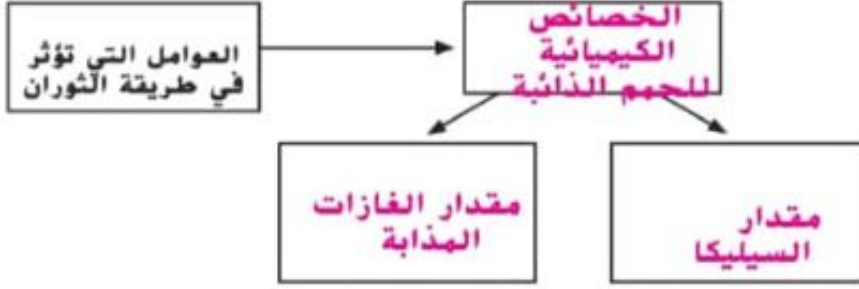 الخصائص
الكيميائية
للحمم الذائبة
العوامل التي تؤثر
في طريقة الثوران
مقدار
السيليكا
مقدار الغازات
المذابة